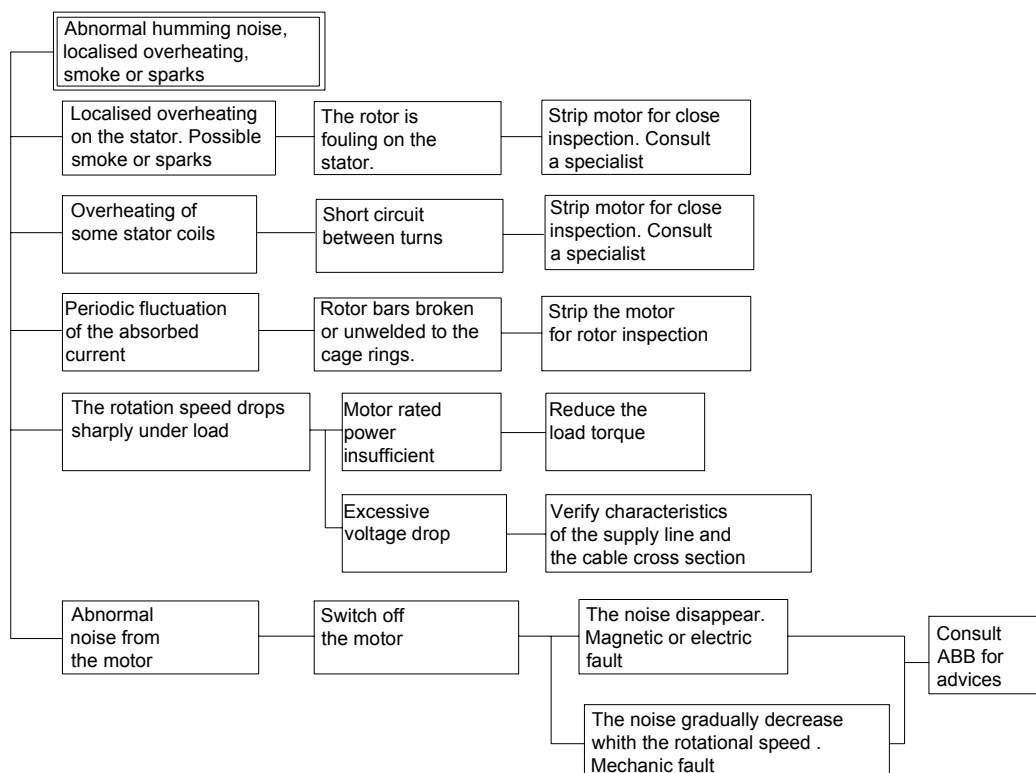 Abnormal humming noise,
localised overheating,
smoke or sparks
Localised overheating
on the stator. Possible
smoke or sparks
The rotor is
fouling on the
stator.
Strip motor for close
inspection. Consult
a specialist
Overheating of
some stator coils
Short circuit
between turns
Strip motor for close
inspection. Consult
a specialist
Periodic fluctuation
of the absorbed
current
Rotor bars broken
or unwelded to the
cage rings.
Strip the motor
for rotor inspection
The rotation speed drops
sharply under load
Motor rated
power
insufficient
Reduce the
load torque
Excessive
voltage drop
Verify characteristics
of the supply line and
the cable cross section
Abnormal
noise from
the motor
Switch off
the motor
The noise disappear.
Magnetic or electric
fault
The noise gradually decrease
whith the rotational speed .
Mechanic fault
Consult
ABB for
advices